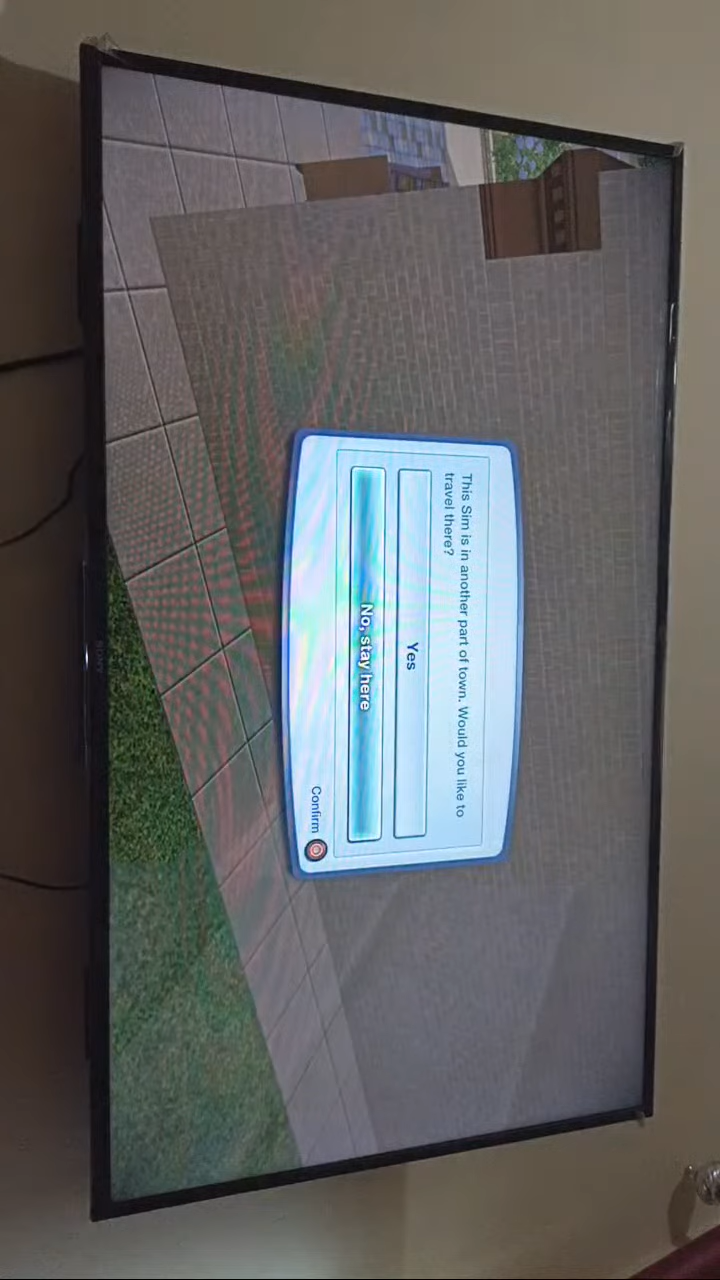 This Sim is in another part of town. Would you like to
travel there?
Yes
No, stay here
Confirm